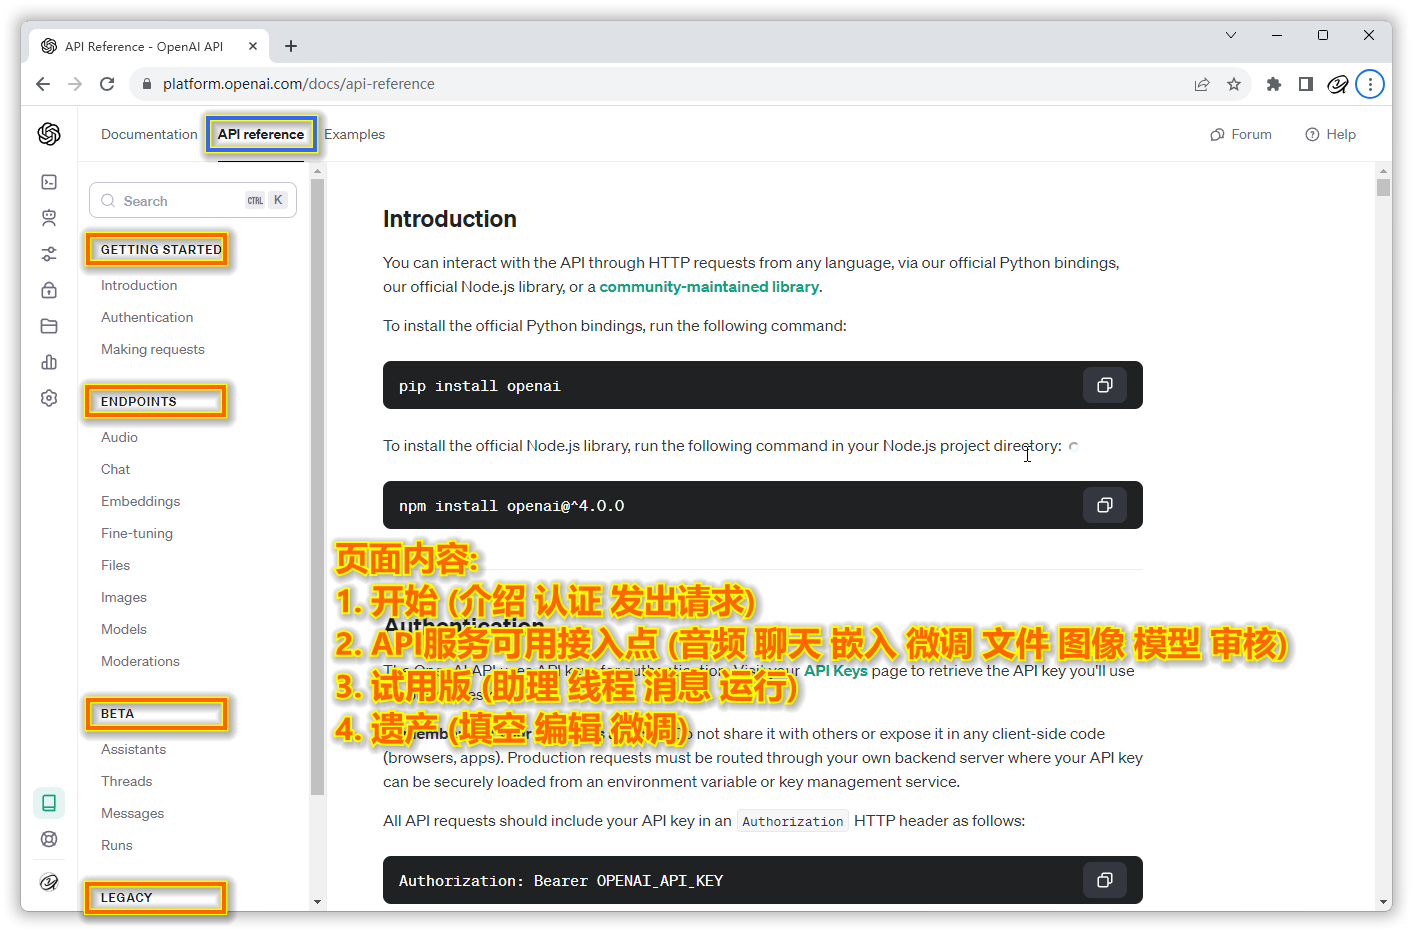 API Reference - OpenAI API
platform.openai.com/docs/api-reference
Documentation
API reference
Examples
Forum
Help
Search
CTRL K
GETTING STARTED
Introduction
Authentication
Making requests
ENDPOINTS
Audio
Chat
Embeddings
Fine-tuning
Files
Images
Models
Moderations
BETA
Assistants
Threads
Messages
Runs
LEGACY
Introduction
You can interact with the API through HTTP requests from any language, via our official Python bindings,
our official Node.js library, or a community-maintained library.
To install the official Python bindings, run the following command:
pip install openai
To install the official Node.js library, run the following command in your Node.js project directory:
npm install openai@^4.0.0
页面内容:
1. 开始 (介绍 认证 发出请求)
Authentication
2. API服务可用接入点 (音频 聊天 嵌入 微调 文件 图像 模型 审核)
The OpenAI API uses API keys for authentication. Visit your API Keys page to retrieve the API key you'll use
3. 试用版 (助理 线程 消息 运行)
4. 遗产 (填空 编辑 微调)
not share it with others or expose it in any client-side code
(browsers, apps). Production requests must be routed through your own backend server where your API key
can be securely loaded from an environment variable or key management service.
All API requests should include your API key in an Authorization HTTP header as follows:
Authorization: Bearer OPENAI_API_KEY